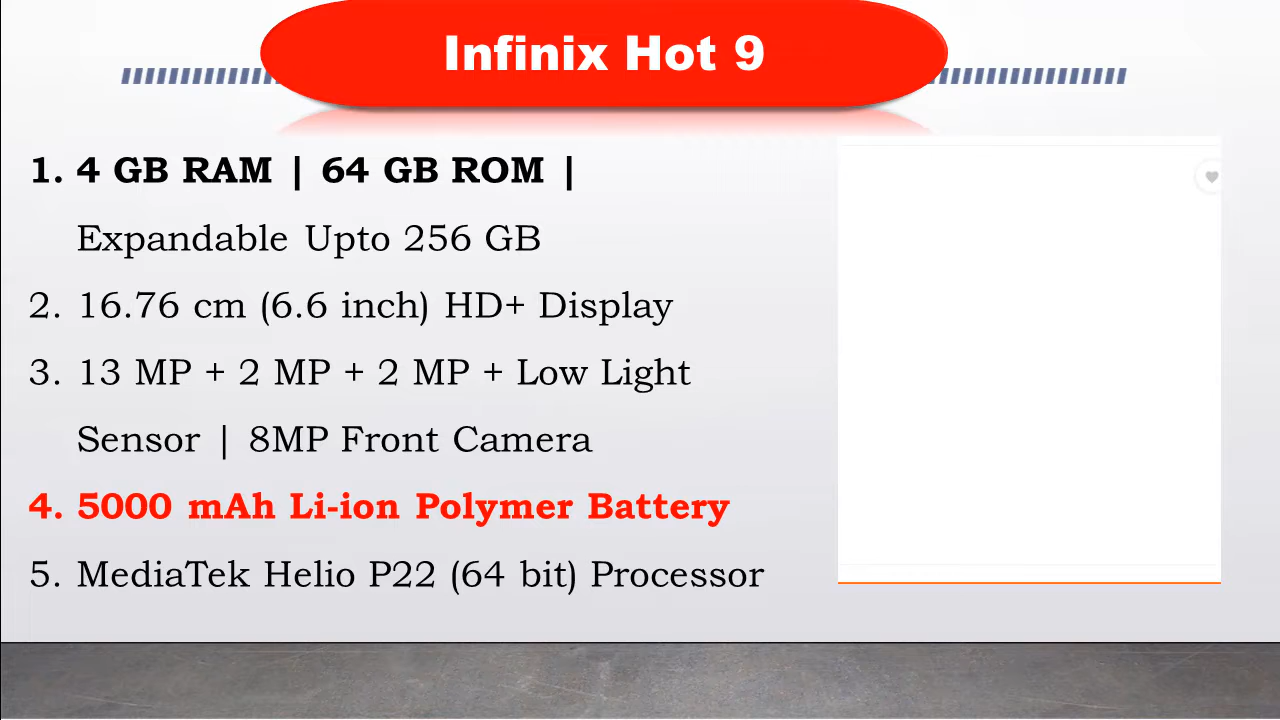 Infinix Hot 9
1. 4 GB RAM | 64 GB ROM |
Expandable Upto 256 GB
2. 16.76 cm (6.6 inch) HD+ Display
3. 13 MP + 2 MP + 2 MP + Low Light
Sensor | 8MP Front Camera
4. 5000 mAh Li-ion Polymer Battery
5. MediaTek Helio P22 (64 bit) Processor